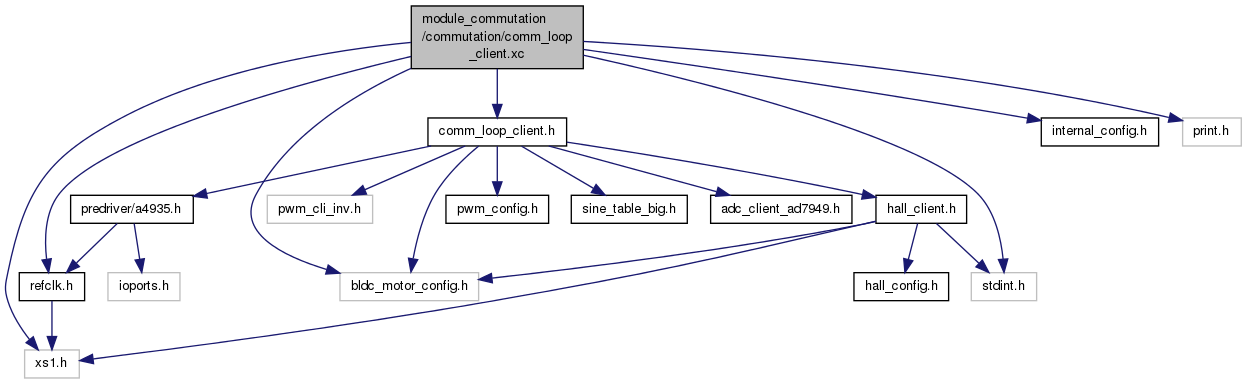 module_commutation
/commutation/comm_loop
_client.xc
comm_loop_client.h
internal_config.h
print.h
predriver/a4935.h
pwm_cli_inv.h
pwm_config.h
sine_table_big.h
adc_client_ad7949.h
hall_client.h
refclk.h
ioports.h
bldc_motor_config.h
hall_config.h
stdint.h
xs1.h